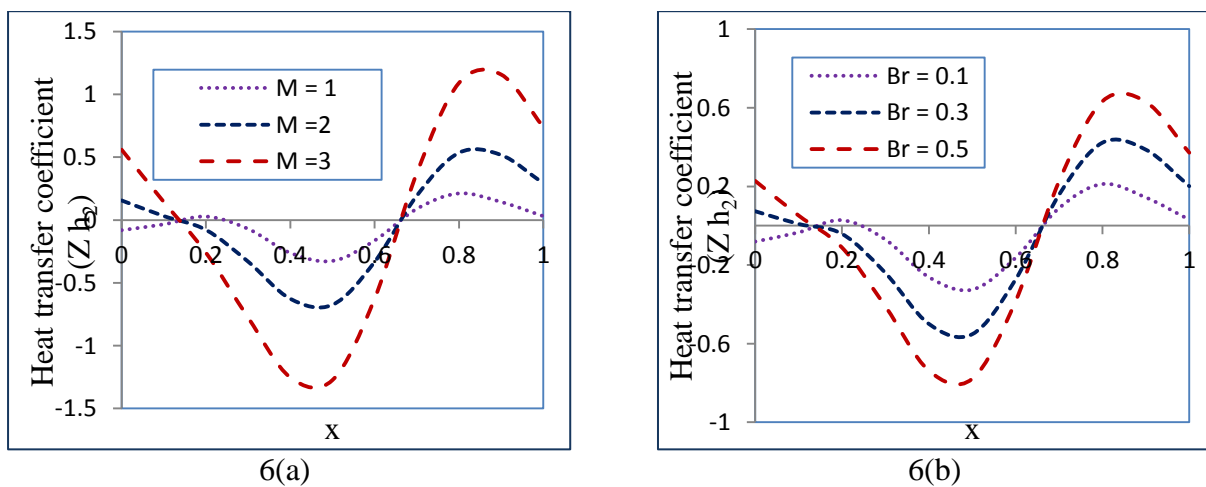 Heat transfer coefficient
(Z h2)
1.5
1
0.5
0
-0.5
-1
-1.5
M = 1
M =2
M =3
0
0.2
0.4
0.6
0.8
1
x
6(a)
Heat transfer coefficient
(Z h2)
1
0.6
0.2
-0.2
-0.6
-1
Br = 0.1
Br = 0.3
Br = 0.5
0
0.2
0.4
0.6
0.8
1
x
6(b)